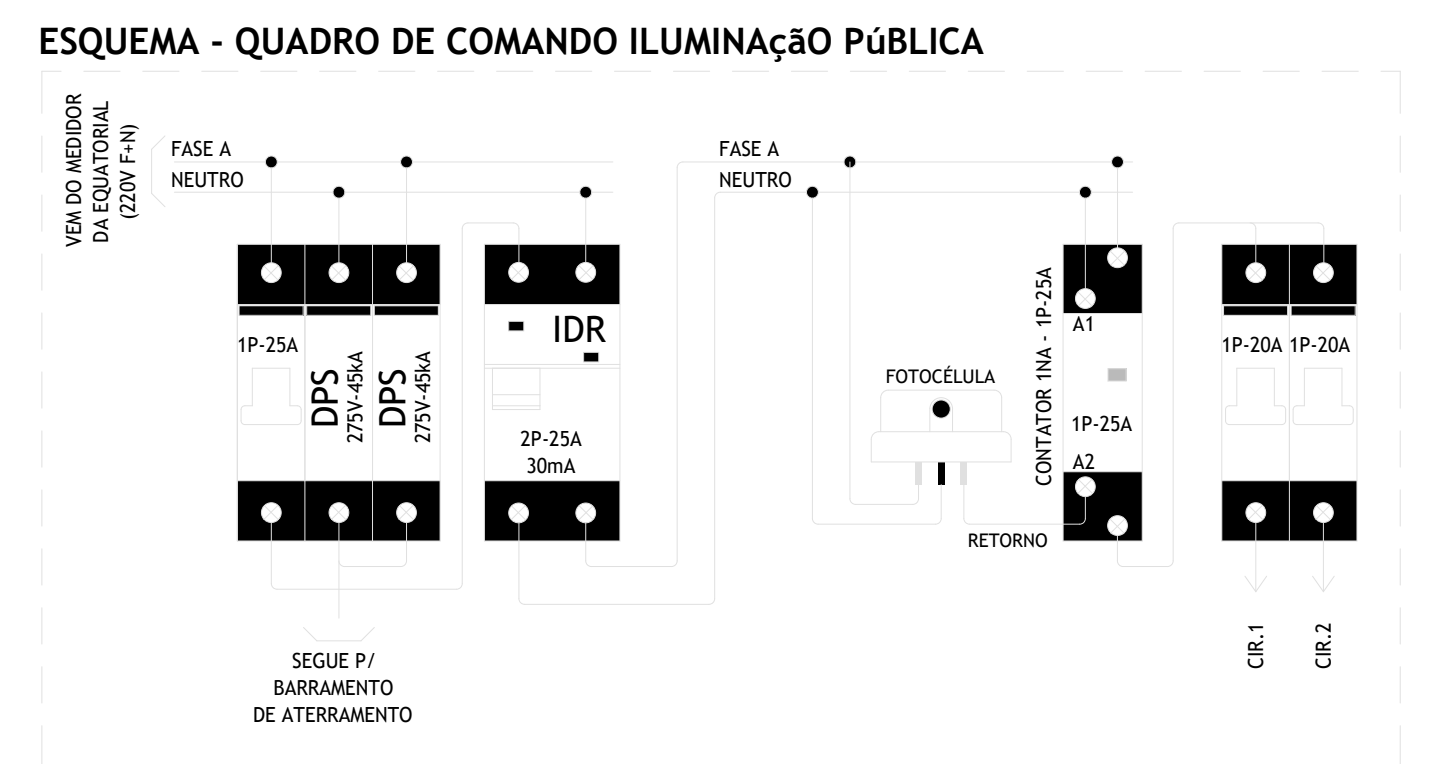 ESQUEMA - QUADRO DE COMANDO ILUMINAçãO PúBLICA
VEM DO MEDIDOR
DA EQUATORIAL
(220V F+N)
FASE A
NEUTRO
FASE A
NEUTRO
1P-25A
DPS
275V-45kA
DPS
275V-45kA
IDR
2P-25A
30mA
FOTOCÉLULA
RETORNO
CONTATOR 1NA - 1P-25A
A1
1P-25A
A2
1P-20A
1P-20A
CIR.1
CIR.2
SEGUE P/
BARRAMENTO
DE ATERRAMENTO